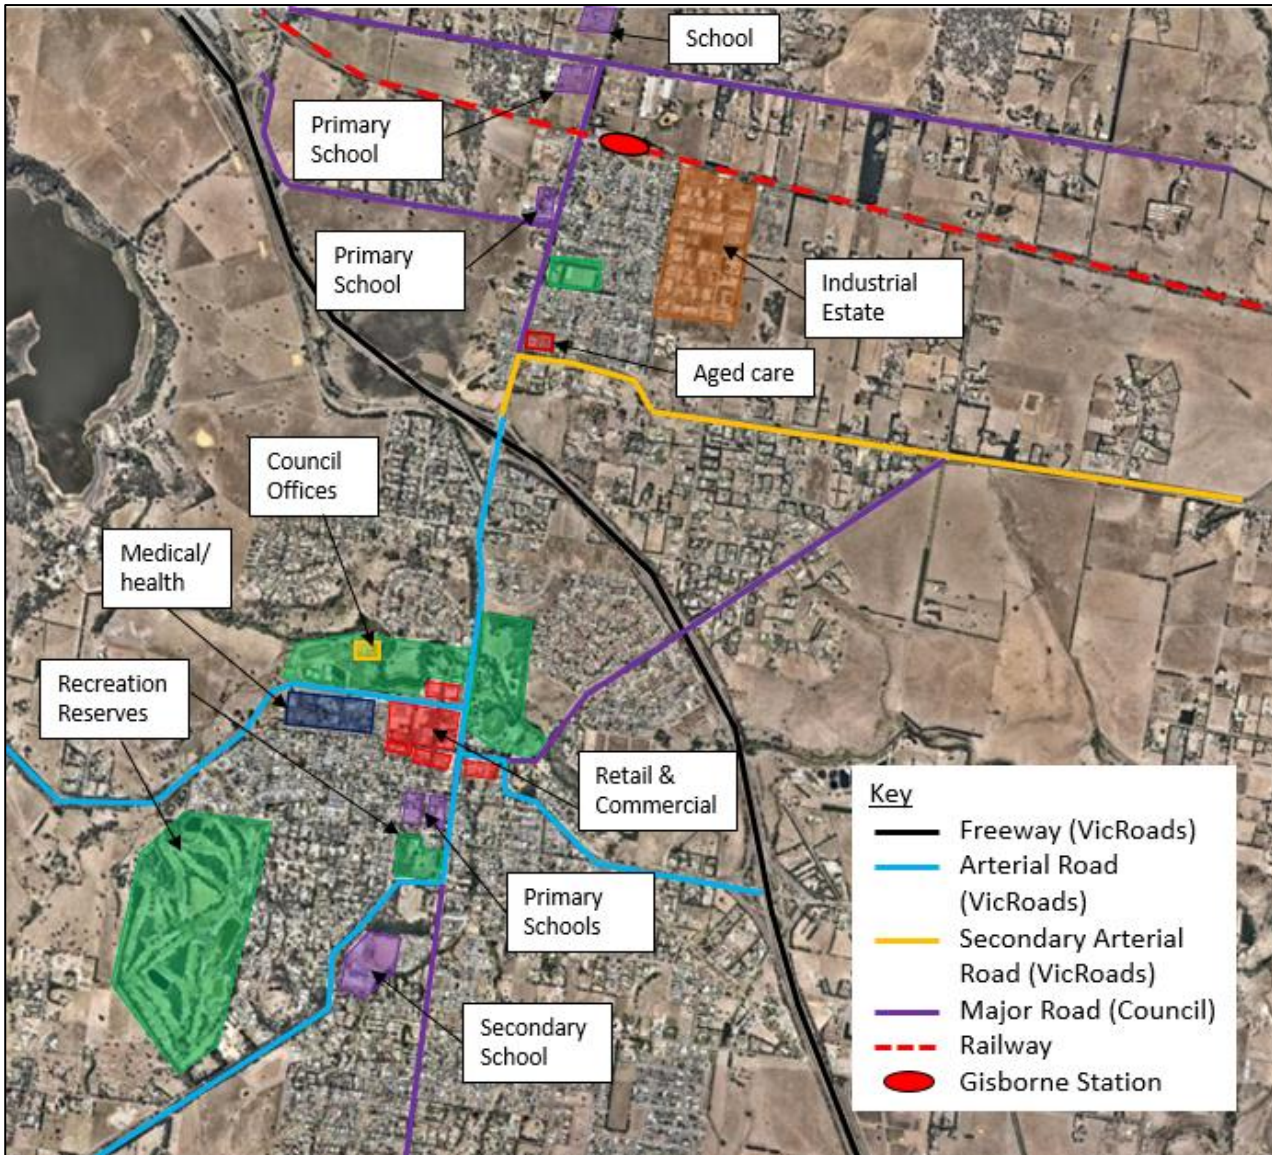 School
Primary
School
Primary
School
Industrial
Estate
Aged care
Council
Offices
Medical/
health
Recreation
Reserves
Retail &
Commercial
Primary
Schools
Secondary
School
Key
Freeway (VicRoads)
Arterial Road
(VicRoads)
Secondary Arterial
Road (VicRoads)
Major Road (Council)
Railway
Gisborne Station